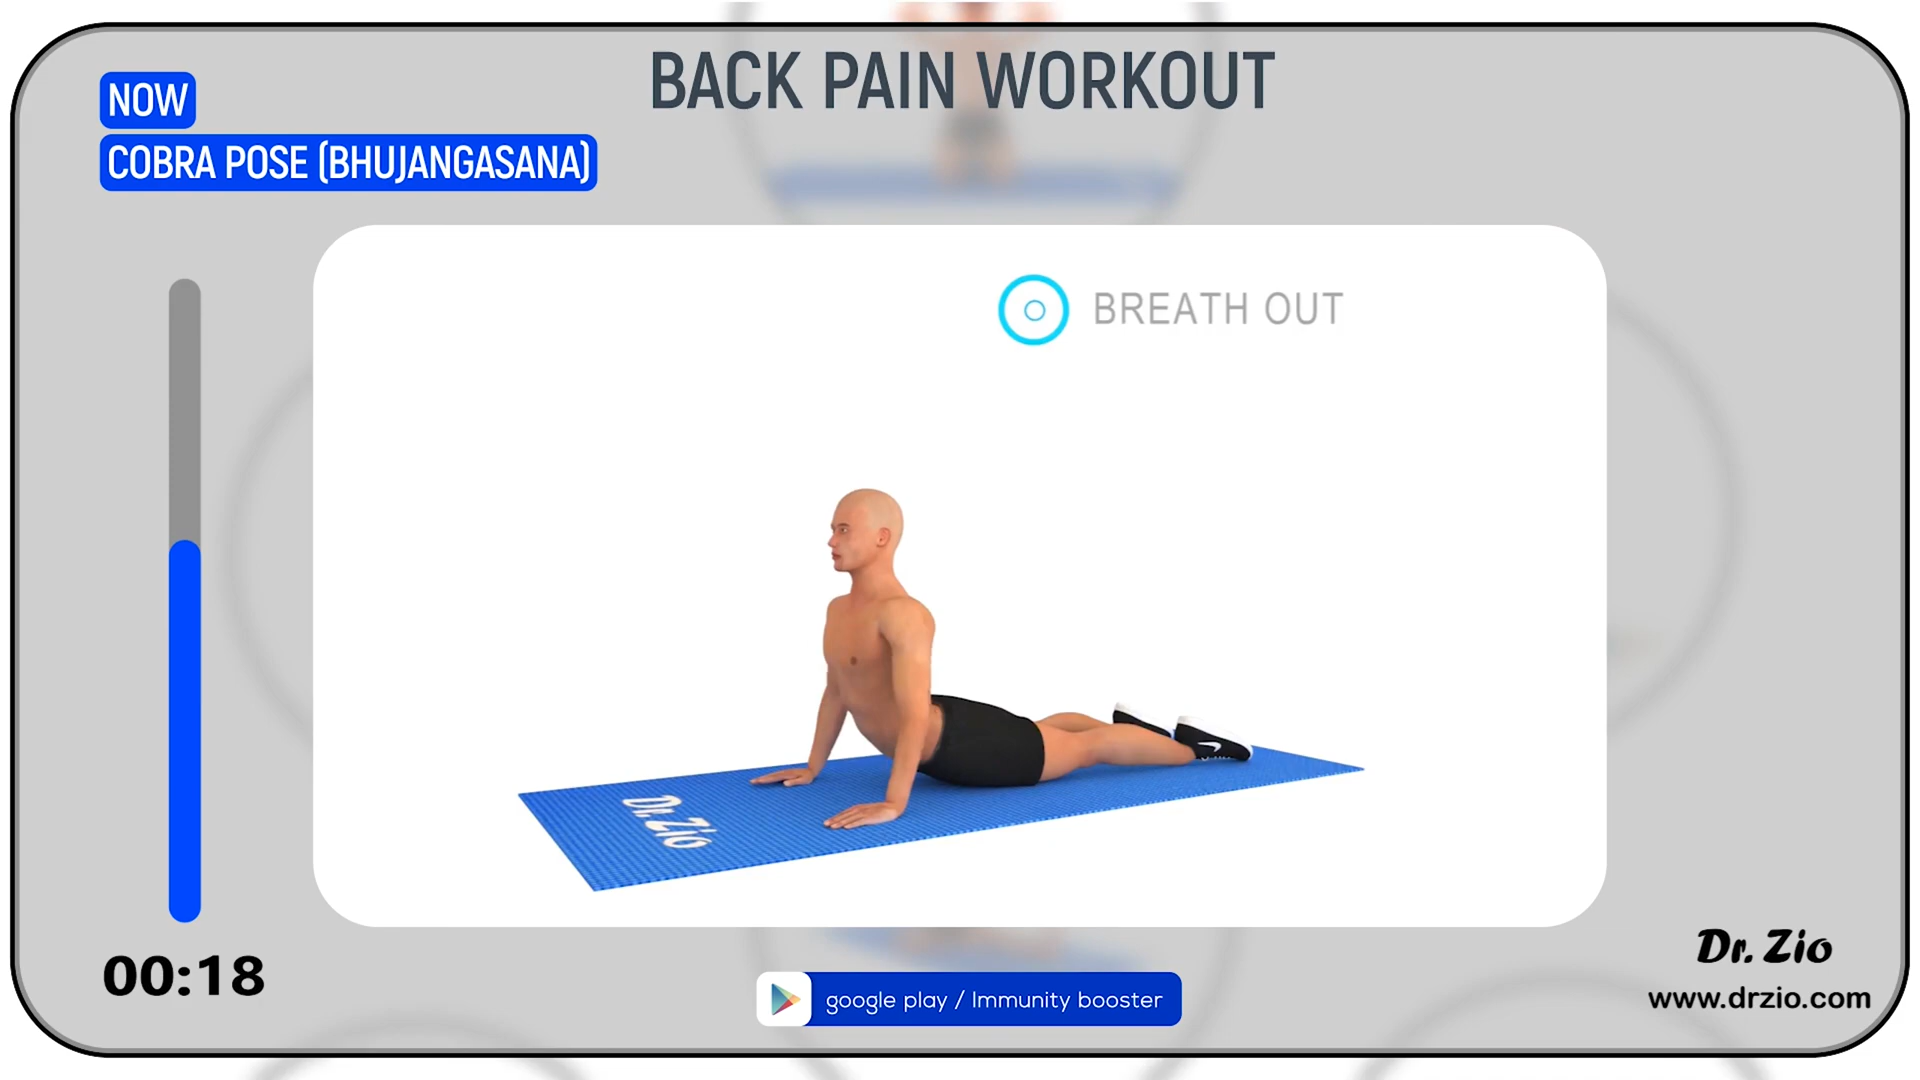 BACK PAIN WORKOUT
NOW
COBRA POSE (BHUJANGASANA)
BREATH OUT
Dr. Zio
00:18
google play / Immunity booster
Dr. Zio
www.drzio.com